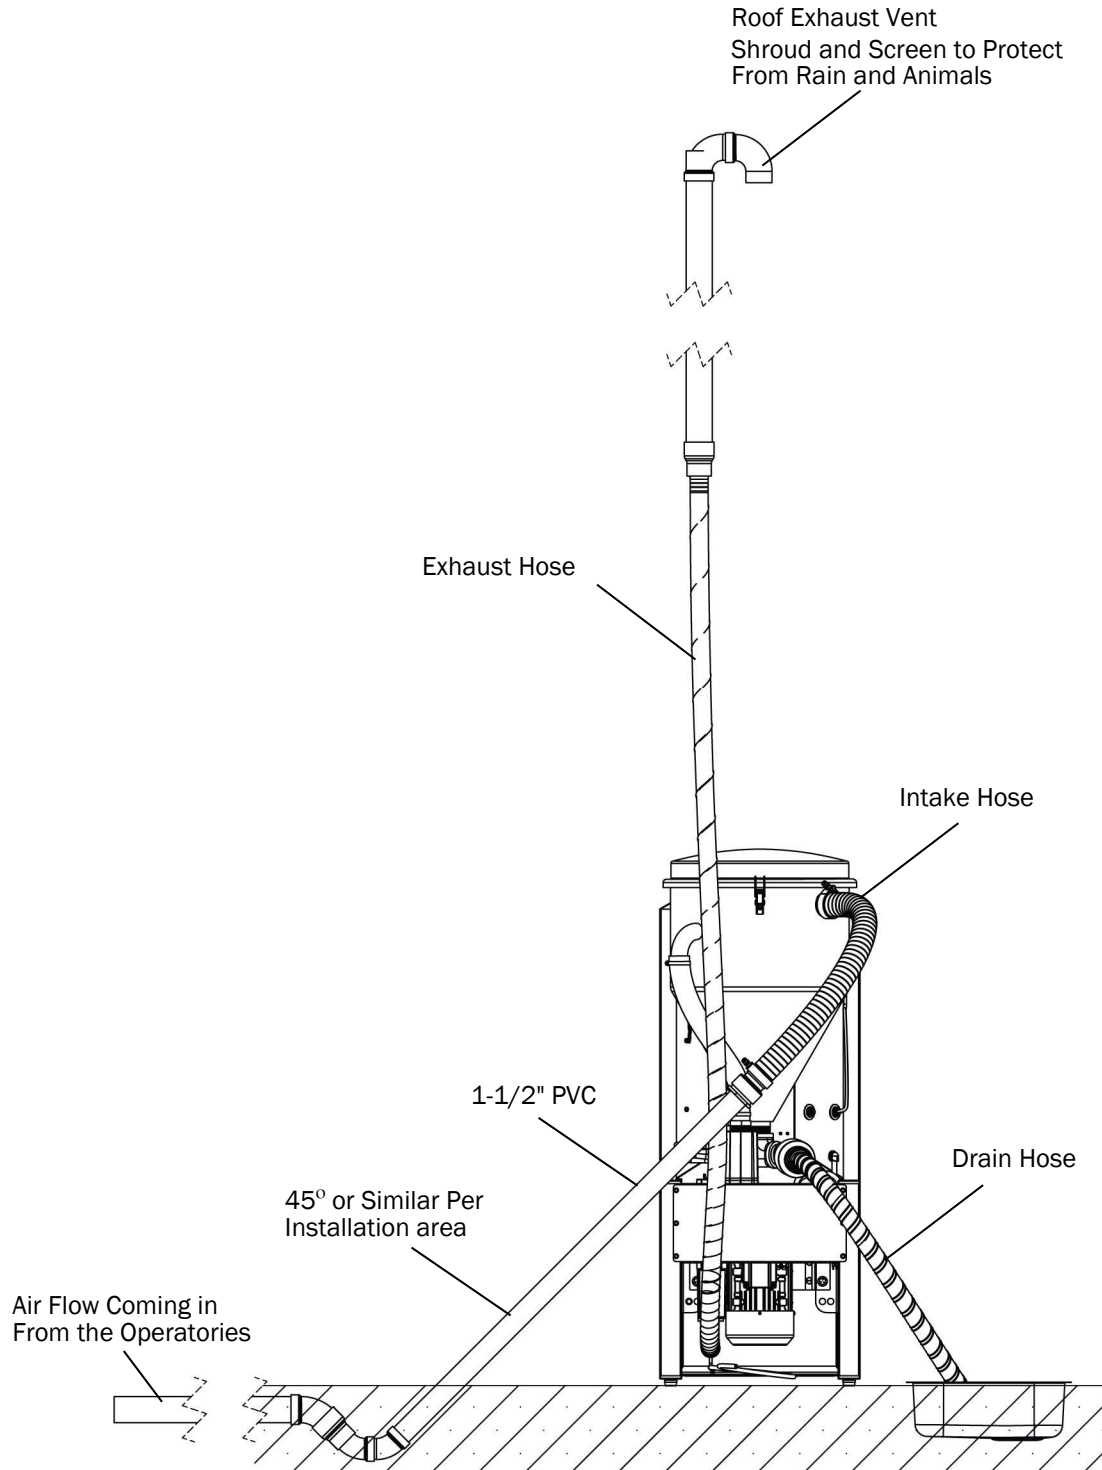 Roof Exhaust Vent
Shroud and Screen to Protect
From Rain and Animals
Exhaust Hose
Intake Hose
1-1/2" PVC
Drain Hose
45º or Similar Per
Installation area
Air Flow Coming in
From the Operatories